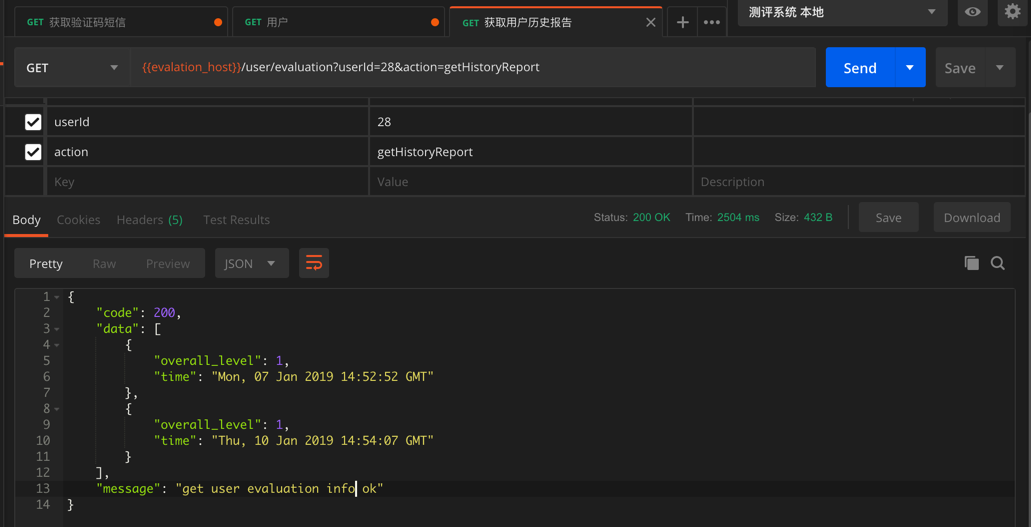 GET 获取验证码短信 GET 用户 GET 获取用户历史报告 测评系统 本地
GET {{evalation_host}}/user/evaluation?userId=28&action=getHistoryReport Send Save
userId 28
action getHistoryReport
Key Value Description
Body Cookies Headers (5) Test Results Status: 200 OK Time: 2504 ms Size: 432 B Save Download
Pretty Raw Preview JSON
1 {
2 "code": 200,
3 "data": [
4 {
5 "overall_level": 1,
6 "time": "Mon, 07 Jan 2019 14:52:52 GMT"
7 },
8 {
9 "overall_level": 1,
10 "time": "Thu, 10 Jan 2019 14:54:07 GMT"
11 }
12 ],
13 "message": "get user evaluation info ok"
14 }